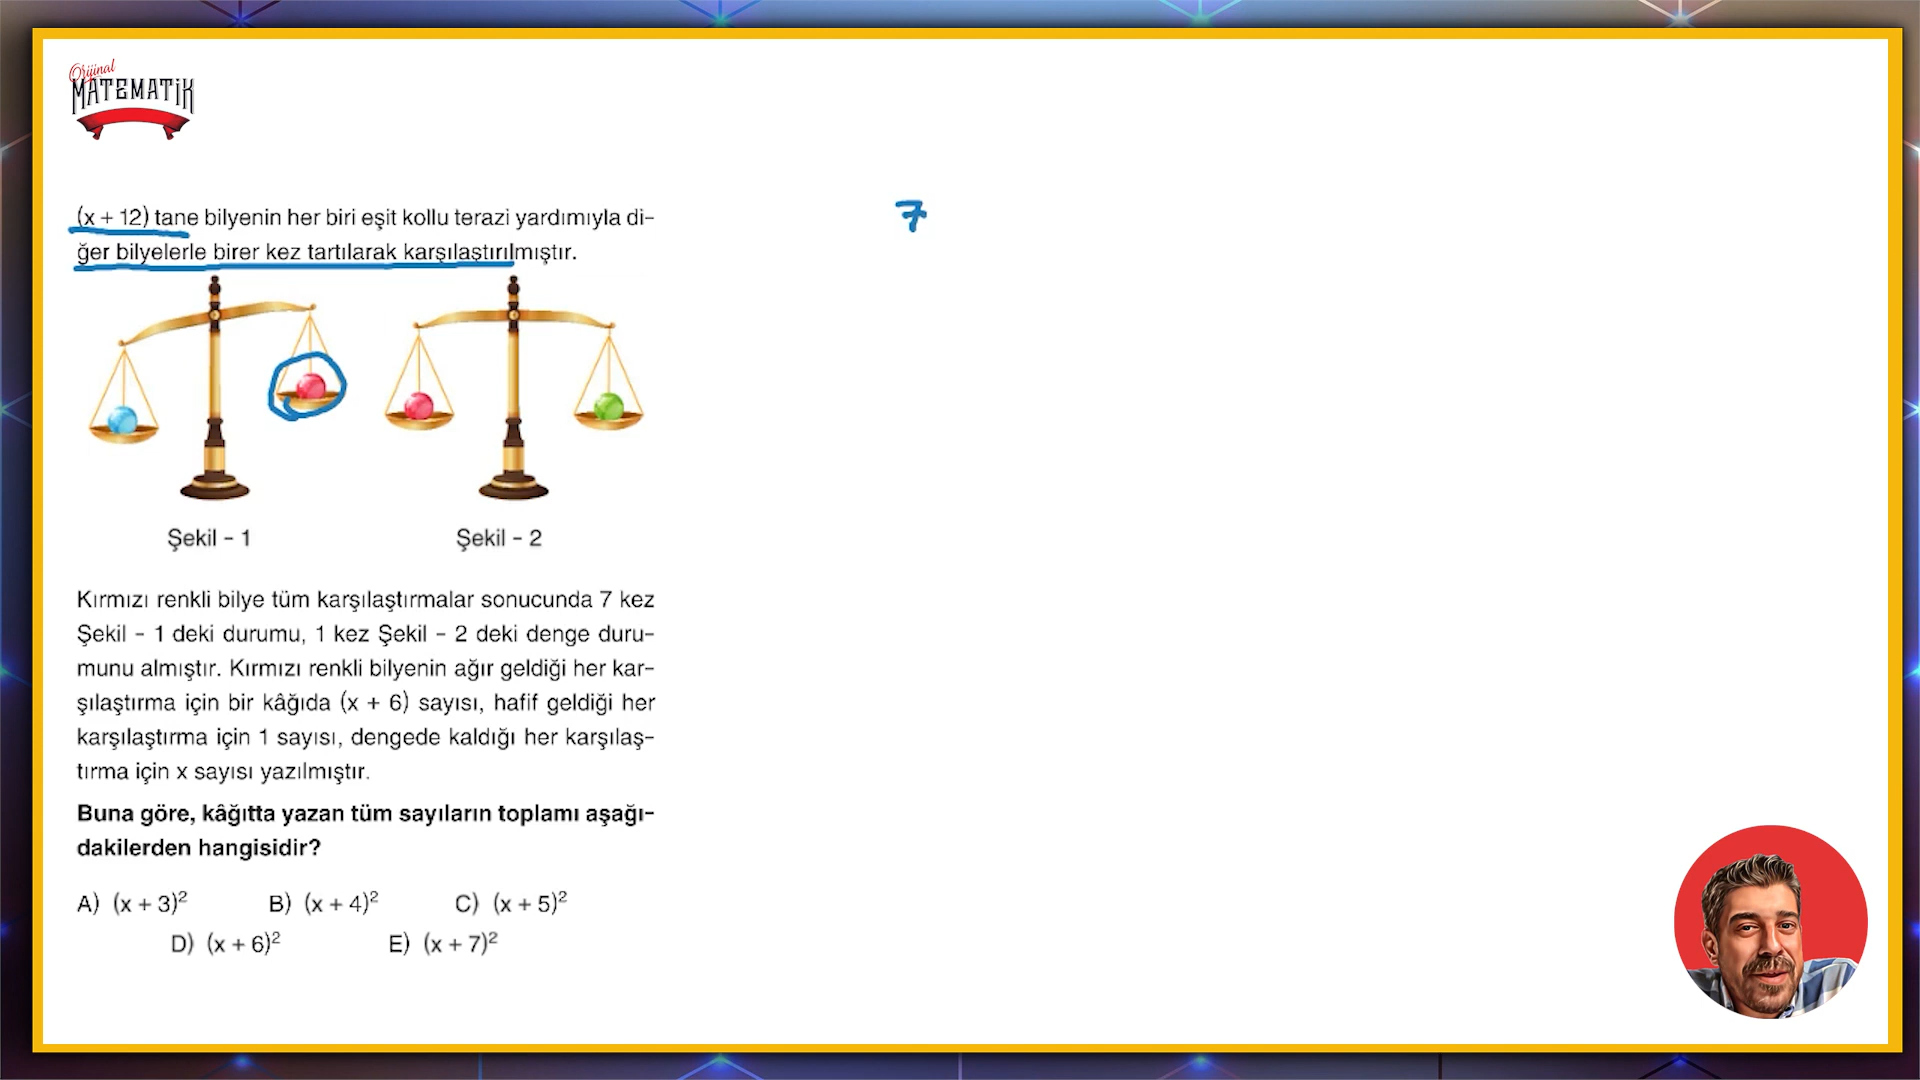 Orijinal
MATEMATİK
(x + 12) tane bilyenin her biri eşit kollu terazi yardımıyla di-
ğer bilyelerle birer kez tartılarak karşılaştırılmıştır.
7
Şekil - 1 Şekil - 2
Kırmızı renkli bilye tüm karşılaştırmalar sonucunda 7 kez
Şekil - 1 deki durumu, 1 kez Şekil - 2 deki denge duru-
munu almıştır. Kırmızı renkli bilyenin ağır geldiği her kar-
şılaştırma için bir kâğıda (x + 6) sayısı, hafif geldiği her
karşılaştırma için 1 sayısı, dengede kaldığı her karşılaş-
tırma için x sayısı yazılmıştır.
Buna göre, kâğıtta yazan tüm sayıların toplamı aşağı-
dakilerden hangisidir?
A) (x + 3)² B) (x + 4)² C) (x + 5)²
D) (x + 6)² E) (x + 7)²